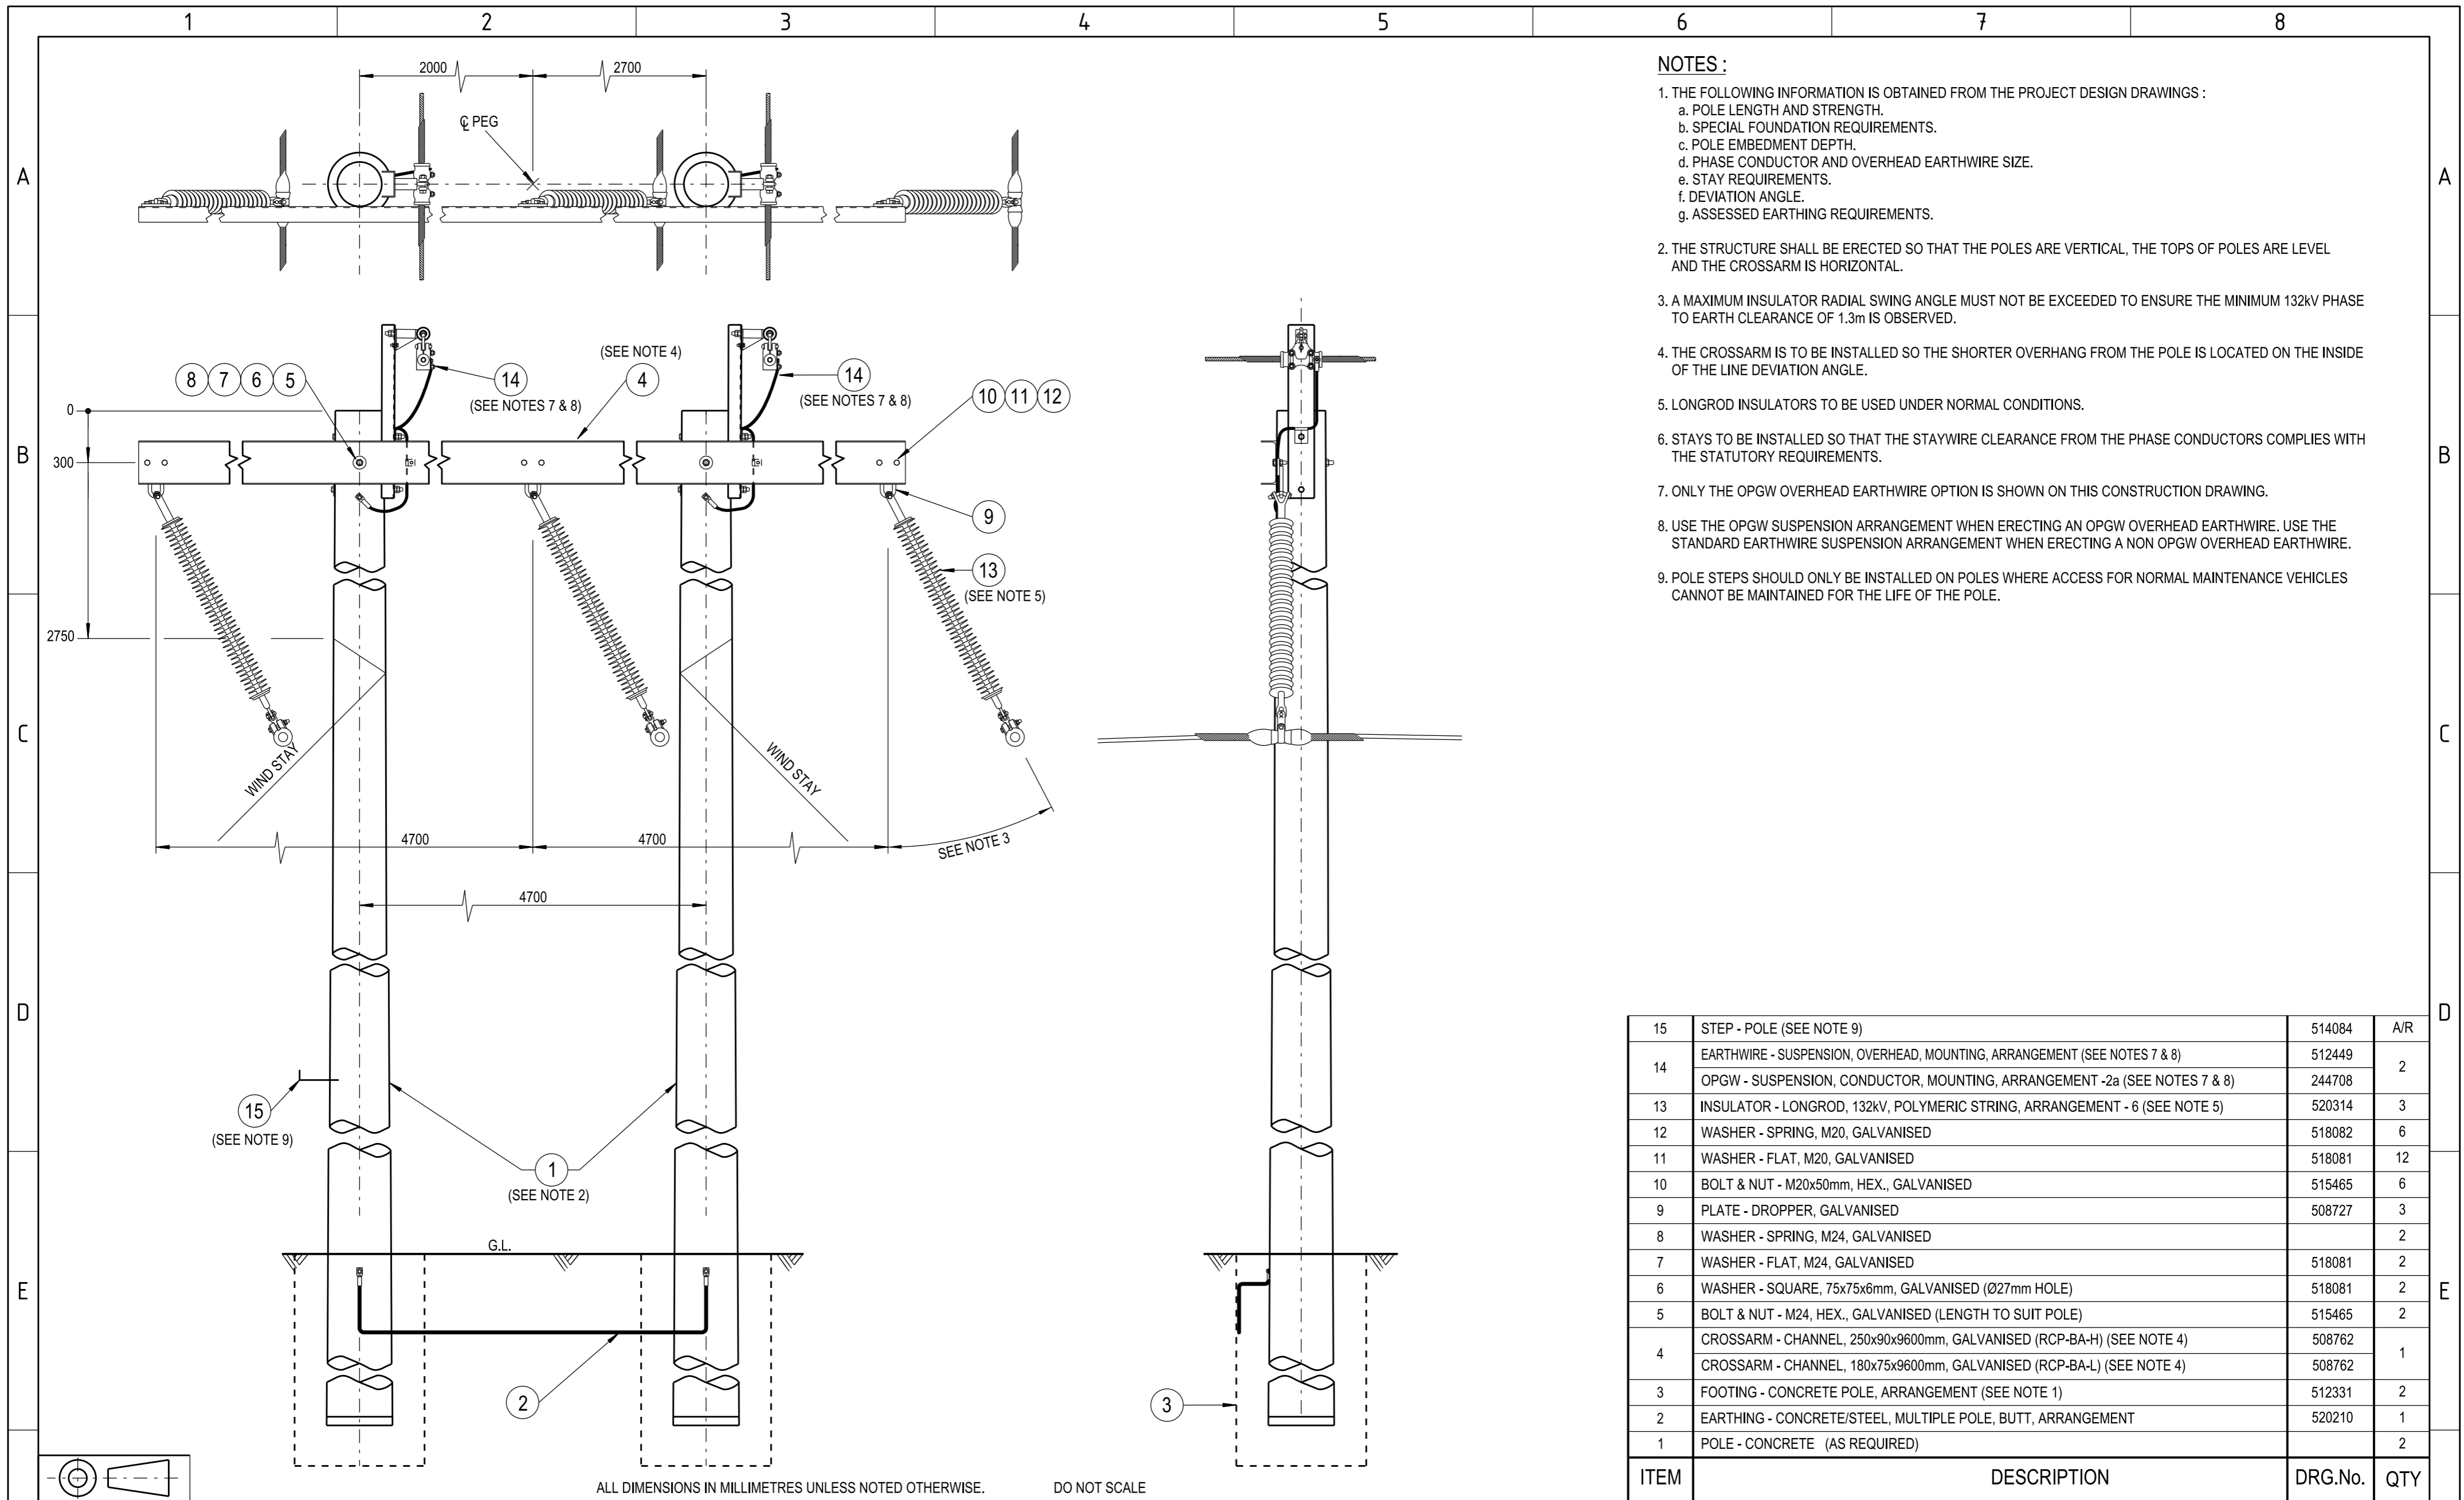 1 2 3 4 5 6 7 8
A
B
C
D
E
A
B
C
D
E
2000
2700
℄ PEG
8 7 6 5
14
(SEE NOTES 7 & 8)
(SEE NOTE 4)
4
14
(SEE NOTES 7 & 8)
10 11 12
0
300
2750
9
13
(SEE NOTE 5)
WIND STAY
WIND STAY
4700
4700
SEE NOTE 3
4700
15
(SEE NOTE 9)
1
(SEE NOTE 2)
G.L.
2
3
ALL DIMENSIONS IN MILLIMETRES UNLESS NOTED OTHERWISE.
DO NOT SCALE
NOTES :
1. THE FOLLOWING INFORMATION IS OBTAINED FROM THE PROJECT DESIGN DRAWINGS :
a. POLE LENGTH AND STRENGTH.
b. SPECIAL FOUNDATION REQUIREMENTS.
c. POLE EMBEDMENT DEPTH.
d. PHASE CONDUCTOR AND OVERHEAD EARTHWIRE SIZE.
e. STAY REQUIREMENTS.
f. DEVIATION ANGLE.
g. ASSESSED EARTHING REQUIREMENTS.
2. THE STRUCTURE SHALL BE ERECTED SO THAT THE POLES ARE VERTICAL, THE TOPS OF POLES ARE LEVEL
AND THE CROSSARM IS HORIZONTAL.
3. A MAXIMUM INSULATOR RADIAL SWING ANGLE MUST NOT BE EXCEEDED TO ENSURE THE MINIMUM 132kV PHASE
TO EARTH CLEARANCE OF 1.3m IS OBSERVED.
4. THE CROSSARM IS TO BE INSTALLED SO THE SHORTER OVERHANG FROM THE POLE IS LOCATED ON THE INSIDE
OF THE LINE DEVIATION ANGLE.
5. LONGROD INSULATORS TO BE USED UNDER NORMAL CONDITIONS.
6. STAYS TO BE INSTALLED SO THAT THE STAYWIRE CLEARANCE FROM THE PHASE CONDUCTORS COMPLIES WITH
THE STATUTORY REQUIREMENTS.
7. ONLY THE OPGW OVERHEAD EARTHWIRE OPTION IS SHOWN ON THIS CONSTRUCTION DRAWING.
8. USE THE OPGW SUSPENSION ARRANGEMENT WHEN ERECTING AN OPGW OVERHEAD EARTHWIRE. USE THE
STANDARD EARTHWIRE SUSPENSION ARRANGEMENT WHEN ERECTING A NON OPGW OVERHEAD EARTHWIRE.
9. POLE STEPS SHOULD ONLY BE INSTALLED ON POLES WHERE ACCESS FOR NORMAL MAINTENANCE VEHICLES
CANNOT BE MAINTAINED FOR THE LIFE OF THE POLE.
15 STEP - POLE (SEE NOTE 9) 514084 A/R
14 EARTHWIRE - SUSPENSION, OVERHEAD, MOUNTING, ARRANGEMENT (SEE NOTES 7 & 8) 512449 2
OPGW - SUSPENSION, CONDUCTOR, MOUNTING, ARRANGEMENT -2a (SEE NOTES 7 & 8) 244708
13 INSULATOR - LONGROD, 132kV, POLYMERIC STRING, ARRANGEMENT - 6 (SEE NOTE 5) 520314 3
12 WASHER - SPRING, M20, GALVANISED 518082 6
11 WASHER - FLAT, M20, GALVANISED 518081 12
10 BOLT & NUT - M20x50mm, HEX., GALVANISED 515465 6
9 PLATE - DROPPER, GALVANISED 508727 3
8 WASHER - SPRING, M24, GALVANISED 2
7 WASHER - FLAT, M24, GALVANISED 518081 2
6 WASHER - SQUARE, 75x75x6mm, GALVANISED (Ø27mm HOLE) 518081 2
5 BOLT & NUT - M24, HEX., GALVANISED (LENGTH TO SUIT POLE) 515465 2
4 CROSSARM - CHANNEL, 250x90x9600mm, GALVANISED (RCP-BA-H) (SEE NOTE 4) 508762 1
CROSSARM - CHANNEL, 180x75x9600mm, GALVANISED (RCP-BA-L) (SEE NOTE 4) 508762
3 FOOTING - CONCRETE POLE, ARRANGEMENT (SEE NOTE 1) 512331 2
2 EARTHING - CONCRETE/STEEL, MULTIPLE POLE, BUTT, ARRANGEMENT 520210 1
1 POLE - CONCRETE (AS REQUIRED) 2
ITEM DESCRIPTION DRG.No. QTY